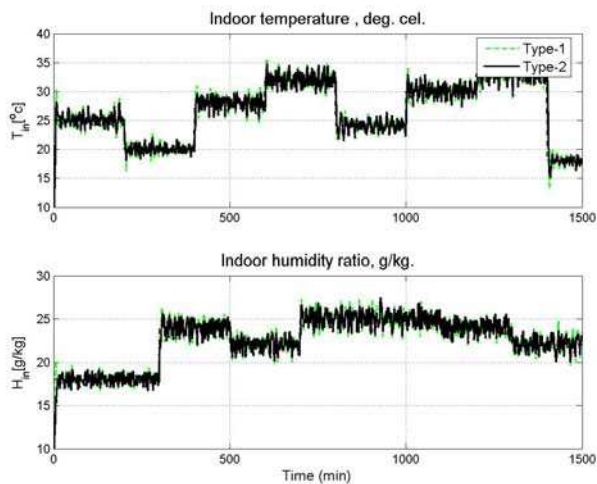 Indoor temperature , deg. cel.
40
35
30
25
20
15
10
T_in[°c]
Type-1
Type-2
0
500
1000
1500
Indoor humidity ratio, g/kg.
30
25
20
15
10
H_in[g/kg]
0
500
1000
1500
Time (min)